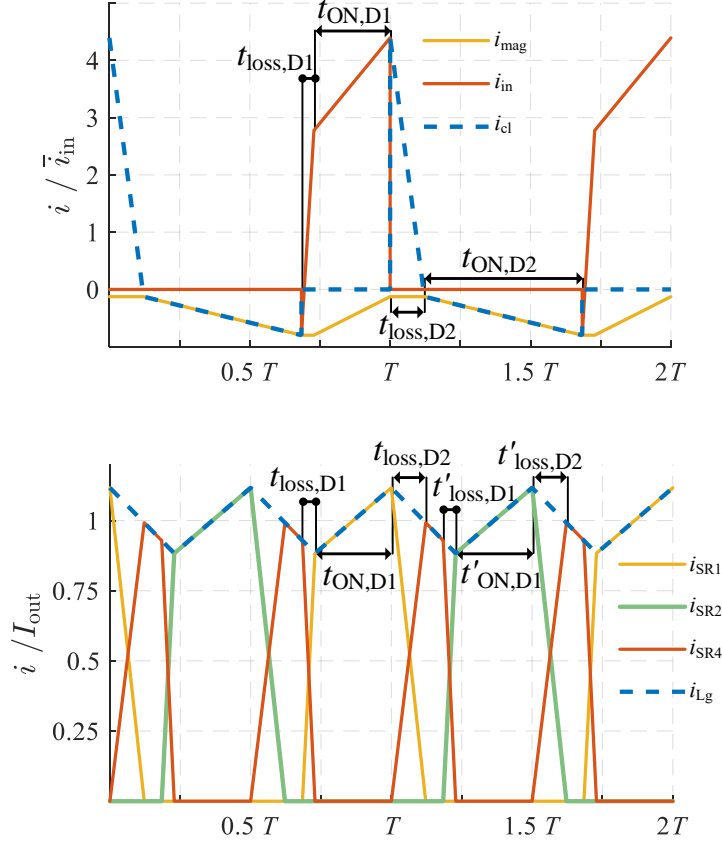 t_ON,D1
4
i_mag
t_loss,D1
i_in
3
i_cl
i / i̅_in
2
1
t_ON,D2
0
t_loss,D2
0.5 T
T
1.5 T
2T
t_loss,D2
t'_loss,D2
t_loss,D1
t'_loss,D1
1
i_SR1
t_ON,D1
t'_ON,D1
0.75
i_SR2
i / I_out
0.5
i_SR4
i_Lg
0.25
0.5 T
T
1.5 T
2T